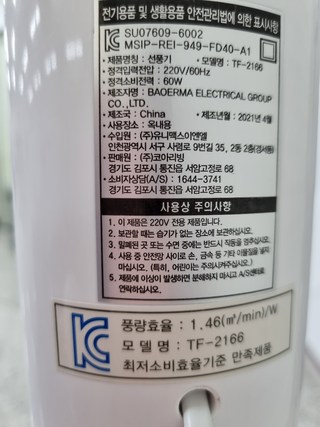 전기용품 및 생활용품 안전관리법에 의한 표시사항
SU07609-6002
MSIP-REI-949-FD40-A1
• 제품명칭 : 선풍기 • 모델명 : TF-2166
• 정격입력전압 : 220V/60Hz
• 정격소비전력 : 60W
• 제조자명 : BAOERMA ELECTRICAL GROUP
CO.,LTD.
• 제조국 : China • 제조년월 : 2021년 4월
• 사용장소 : 옥내용
• 수입원 : (주)유니맥스이엔엘
인천광역시 서구 사렴로 9번길 35, 2동 2층
• 판매원 : (주)코아리빙
경기도 김포시 통진읍 서암고정로 68
• 소비자상담(A/S) : 1644-3741
경기도 김포시 통진읍 서암고정로 68
사용상 주의사항
1. 이 제품은 220V 전용 제품입니다.
2. 보관할 때는 습기가 없는 장소에 보관하십시오.
3. 밀폐된 곳 또는 수면 중에는 반드시 작동을 멈추십시오.
4. 사용 중 안전망 사이로 손, 금속 등 기타 이물질을 넣지
마십시오. (특히, 어린이는 주의시켜주십시오.)
5. 제품에 이상이 발생하면 분해하지 마시고 A/S센터로
연락하십시오.
풍량효율 : 1.46(㎥/min)/W
모 델 명 : TF-2166
최저소비효율기준 만족제품